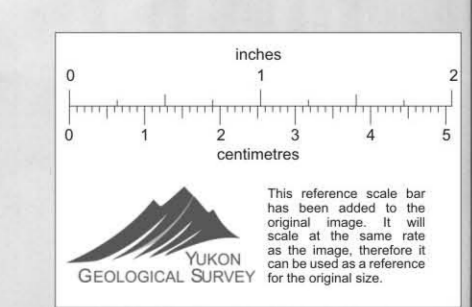 inches
0 1 2
0 1 2 3 4 5
centimetres
YUKON
GEOLOGICAL SURVEY
This reference scale bar
has been added to the
original image. It will
scale at the same rate
as the image, therefore it
can be used as a reference
for the original size.